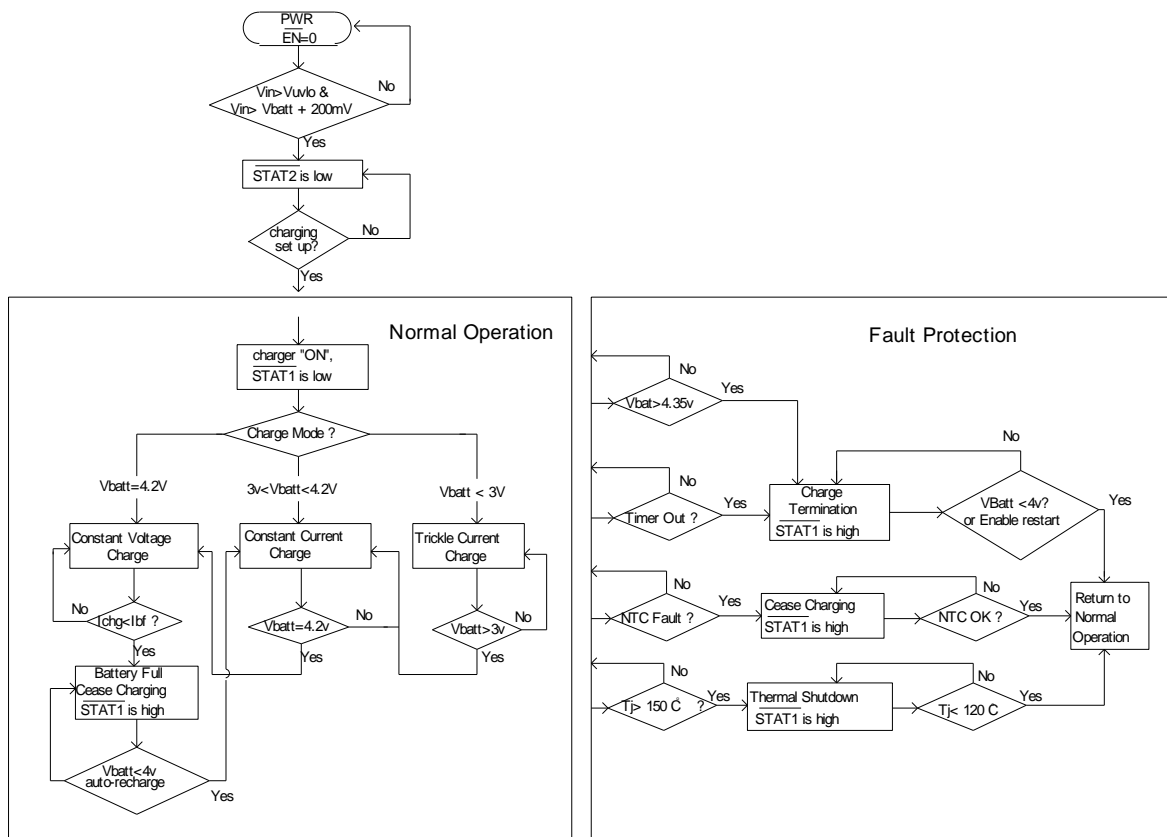 PWR
EN=0
No
Vin>Vuvlo &
Vin> Vbatt + 200mV
Yes
STAT2 is low
charging
set up?
No
Yes
Normal Operation
charger "ON",
STAT1 is low
Charge Mode ?
Vbatt=4.2V
3v<Vbatt<4.2V
Vbatt < 3V
Constant Voltage
Charge
Constant Current
Charge
Trickle Current
Charge
No
Ichg<Ibf ?
Vbatt=4.2v
No
Vbatt>3v
No
Yes
Yes
Yes
Battery Full
Cease Charging
STAT1 is high
Vbatt<4v
auto-recharge
Yes
Fault Protection
No
Vbat>4.35v
Yes
No
Timer Out ?
Yes
Charge
Termination
STAT1 is high
No
VBatt <4v?
or Enable restart
Yes
No
NTC Fault ?
Yes
Cease Charging
STAT1 is high
No
NTC OK ?
Yes
Return to
Normal
Operation
No
Tj> 150 C° ?
Yes
Thermal Shutdown
STAT1 is high
No
Tj< 120 C
Yes